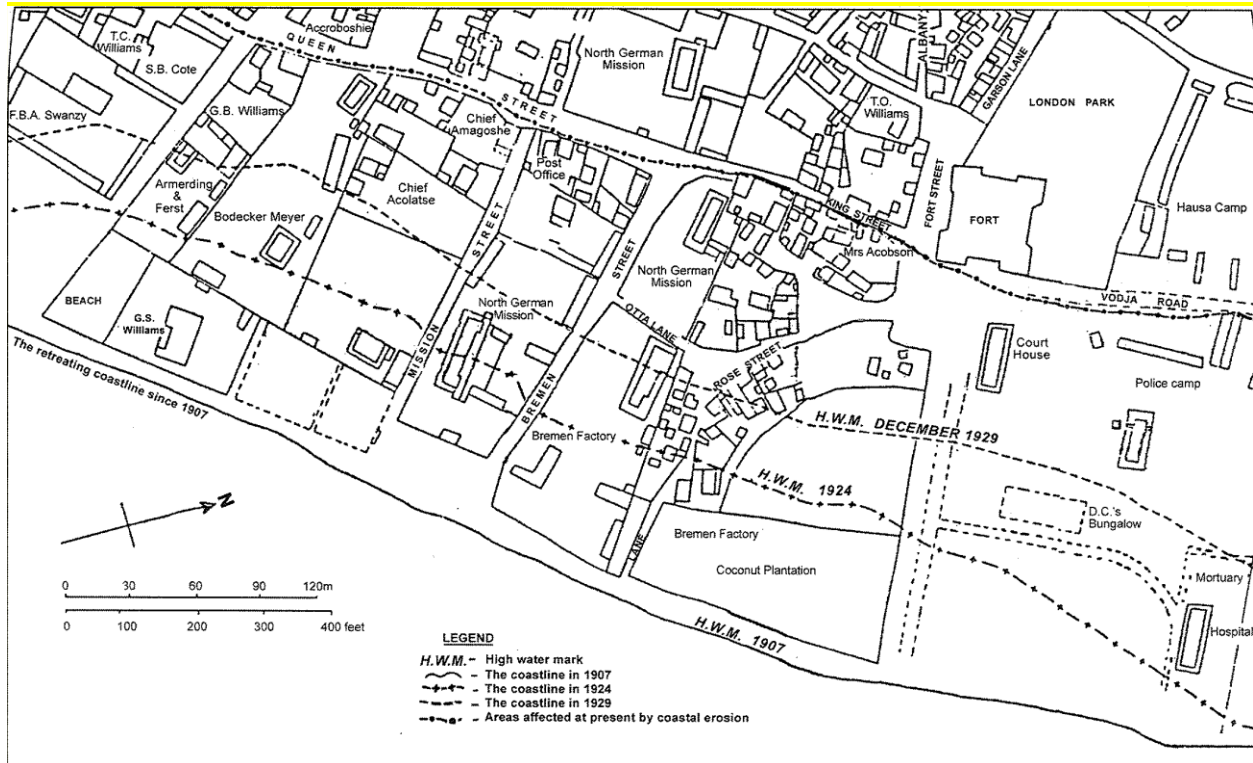 Accroboshie
T.C.
Williams
S.B. Cote
QUEEN
STREET
North German
Mission
ALBANY
GARSON LANE
LONDON PARK
F.B.A. Swanzy
G.B. Williams
Chief
Amagoshe
T.O.
Williams
Post
Office
FORT STREET
FORT
Hausa Camp
Armerding
&
Ferst
Bodecker Meyer
Chief
Acolatse
KING STREET
Mrs Acobson
North German
Mission
VODJA ROAD
BEACH
G.S.
Williams
MISSION STREET
North German
Mission
BREMEN STREET
OTTA LANE
ROSE STREET
Court
House
Police camp
The retreating coastline since 1907
Bremen Factory
H.W.M. DECEMBER 1929
H.W.M. 1924
D.C.'s
Bungalow
LANE
Bremen Factory
Coconut Plantation
Mortuary
Hospital
H.W.M. 1907
N
0 30 60 90 120m
0 100 200 300 400 feet
LEGEND
H.W.M. - High water mark
- The coastline in 1907
- The coastline in 1924
- The coastline in 1929
- Areas affected at present by coastal erosion